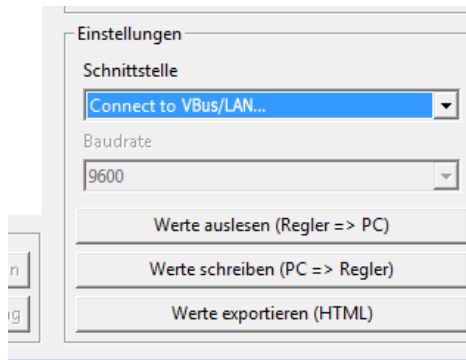 Einstellungen
Schnittstelle
Connect to VBus/LAN...
Baudrate
9600
Werte auslesen (Regler => PC)
Werte schreiben (PC => Regler)
Werte exportieren (HTML)